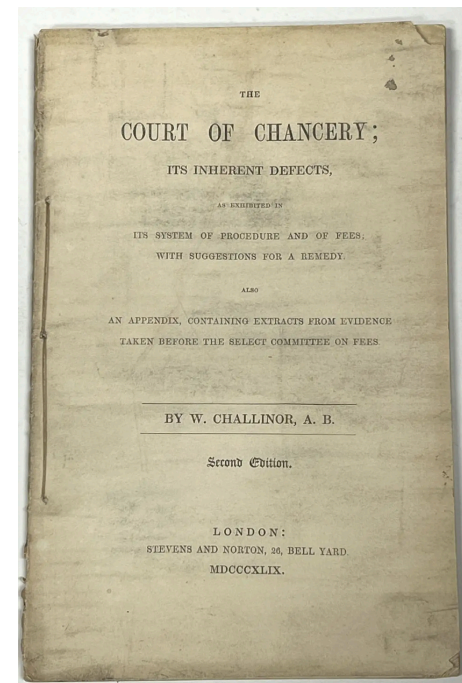 THE
COURT OF CHANCERY;
ITS INHERENT DEFECTS,
AS EXHIBITED IN
ITS SYSTEM OF PROCEDURE AND OF FEES;
WITH SUGGESTIONS FOR A REMEDY.
ALSO
AN APPENDIX, CONTAINING EXTRACTS FROM EVIDENCE
TAKEN BEFORE THE SELECT COMMITTEE ON FEES.
BY W. CHALLINOR, A. B.
Second Edition.
LONDON:
STEVENS AND NORTON, 26, BELL YARD.
MDCCCXLIX.